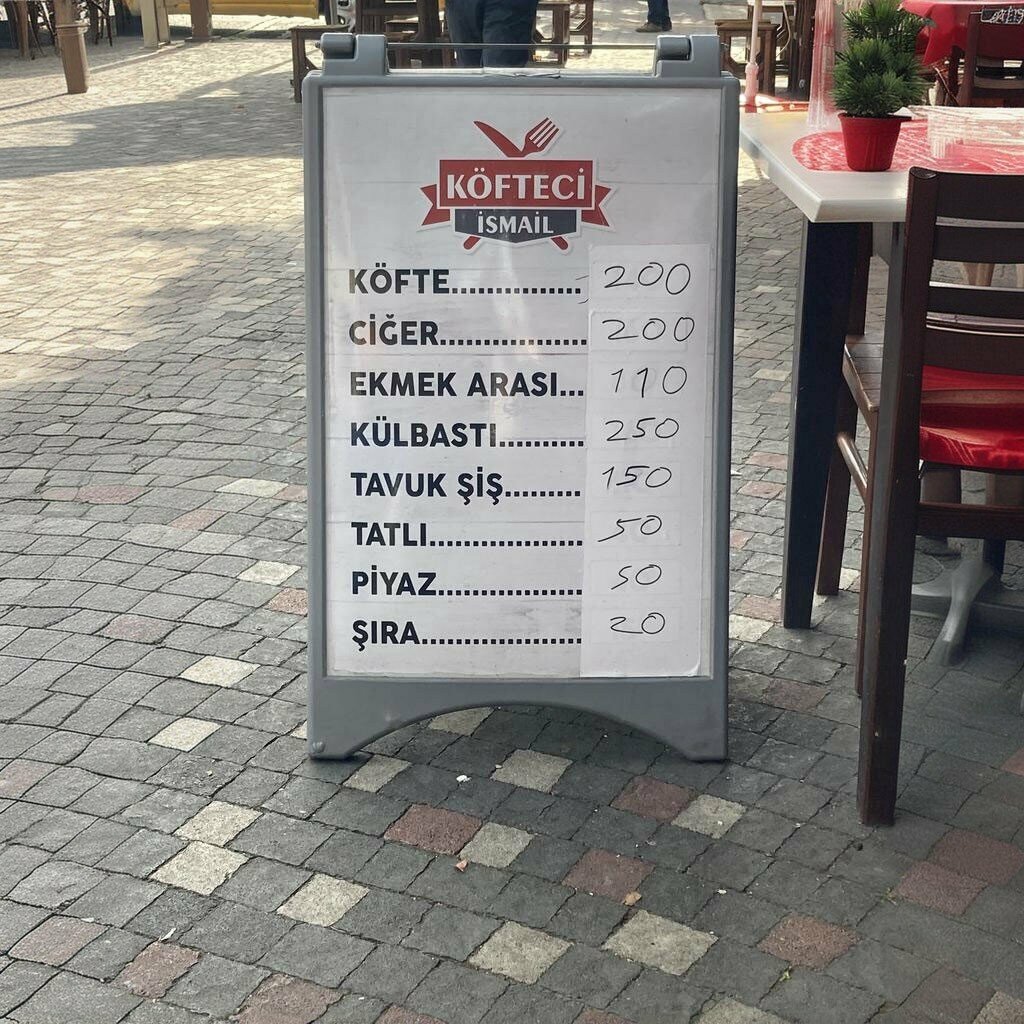 KÖFTECİ
İSMAİL
KÖFTE............... 200
CİĞER................. 200
EKMEK ARASI... 110
KÜLBASTI.......... 250
TAVUK ŞİŞ......... 150
TATLI.................. 50
PİYAZ................. 50
ŞIRA................... 20